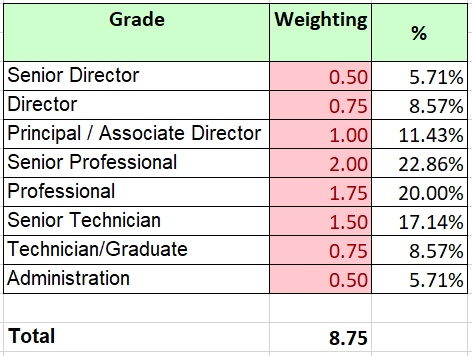 Grade Weighting %
Senior Director 0.50 5.71%
Director 0.75 8.57%
Principal / Associate Director 1.00 11.43%
Senior Professional 2.00 22.86%
Professional 1.75 20.00%
Senior Technician 1.50 17.14%
Technician/Graduate 0.75 8.57%
Administration 0.50 5.71%
Total 8.75